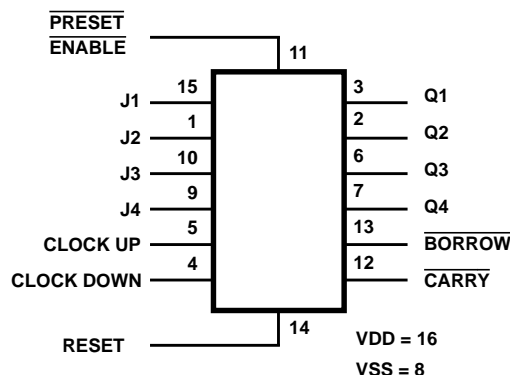 PRESET
ENABLE
11
J1 15 3 Q1
J2 1 2 Q2
J3 10 6 Q3
J4 9 7 Q4
CLOCK UP 5 13 BORROW
CLOCK DOWN 4 12 CARRY
RESET 14
VDD = 16
VSS = 8